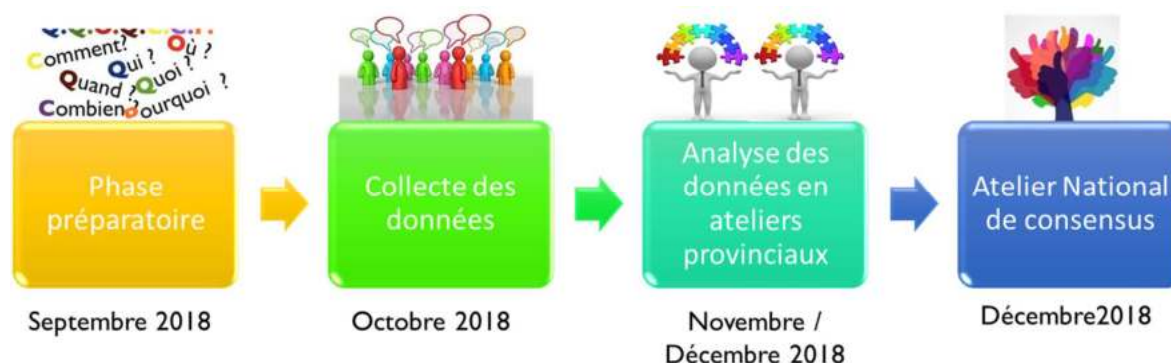 Comment?
Où ?
Qui ?
Quand ?
Quoi ?
Combien?
Pourquoi ?
Phase
préparatoire
Collecte des
données
Analyse des
données en
ateliers
provinciaux
Atelier National
de consensus
Septembre 2018
Octobre 2018
Novembre /
Décembre 2018
Décembre2018